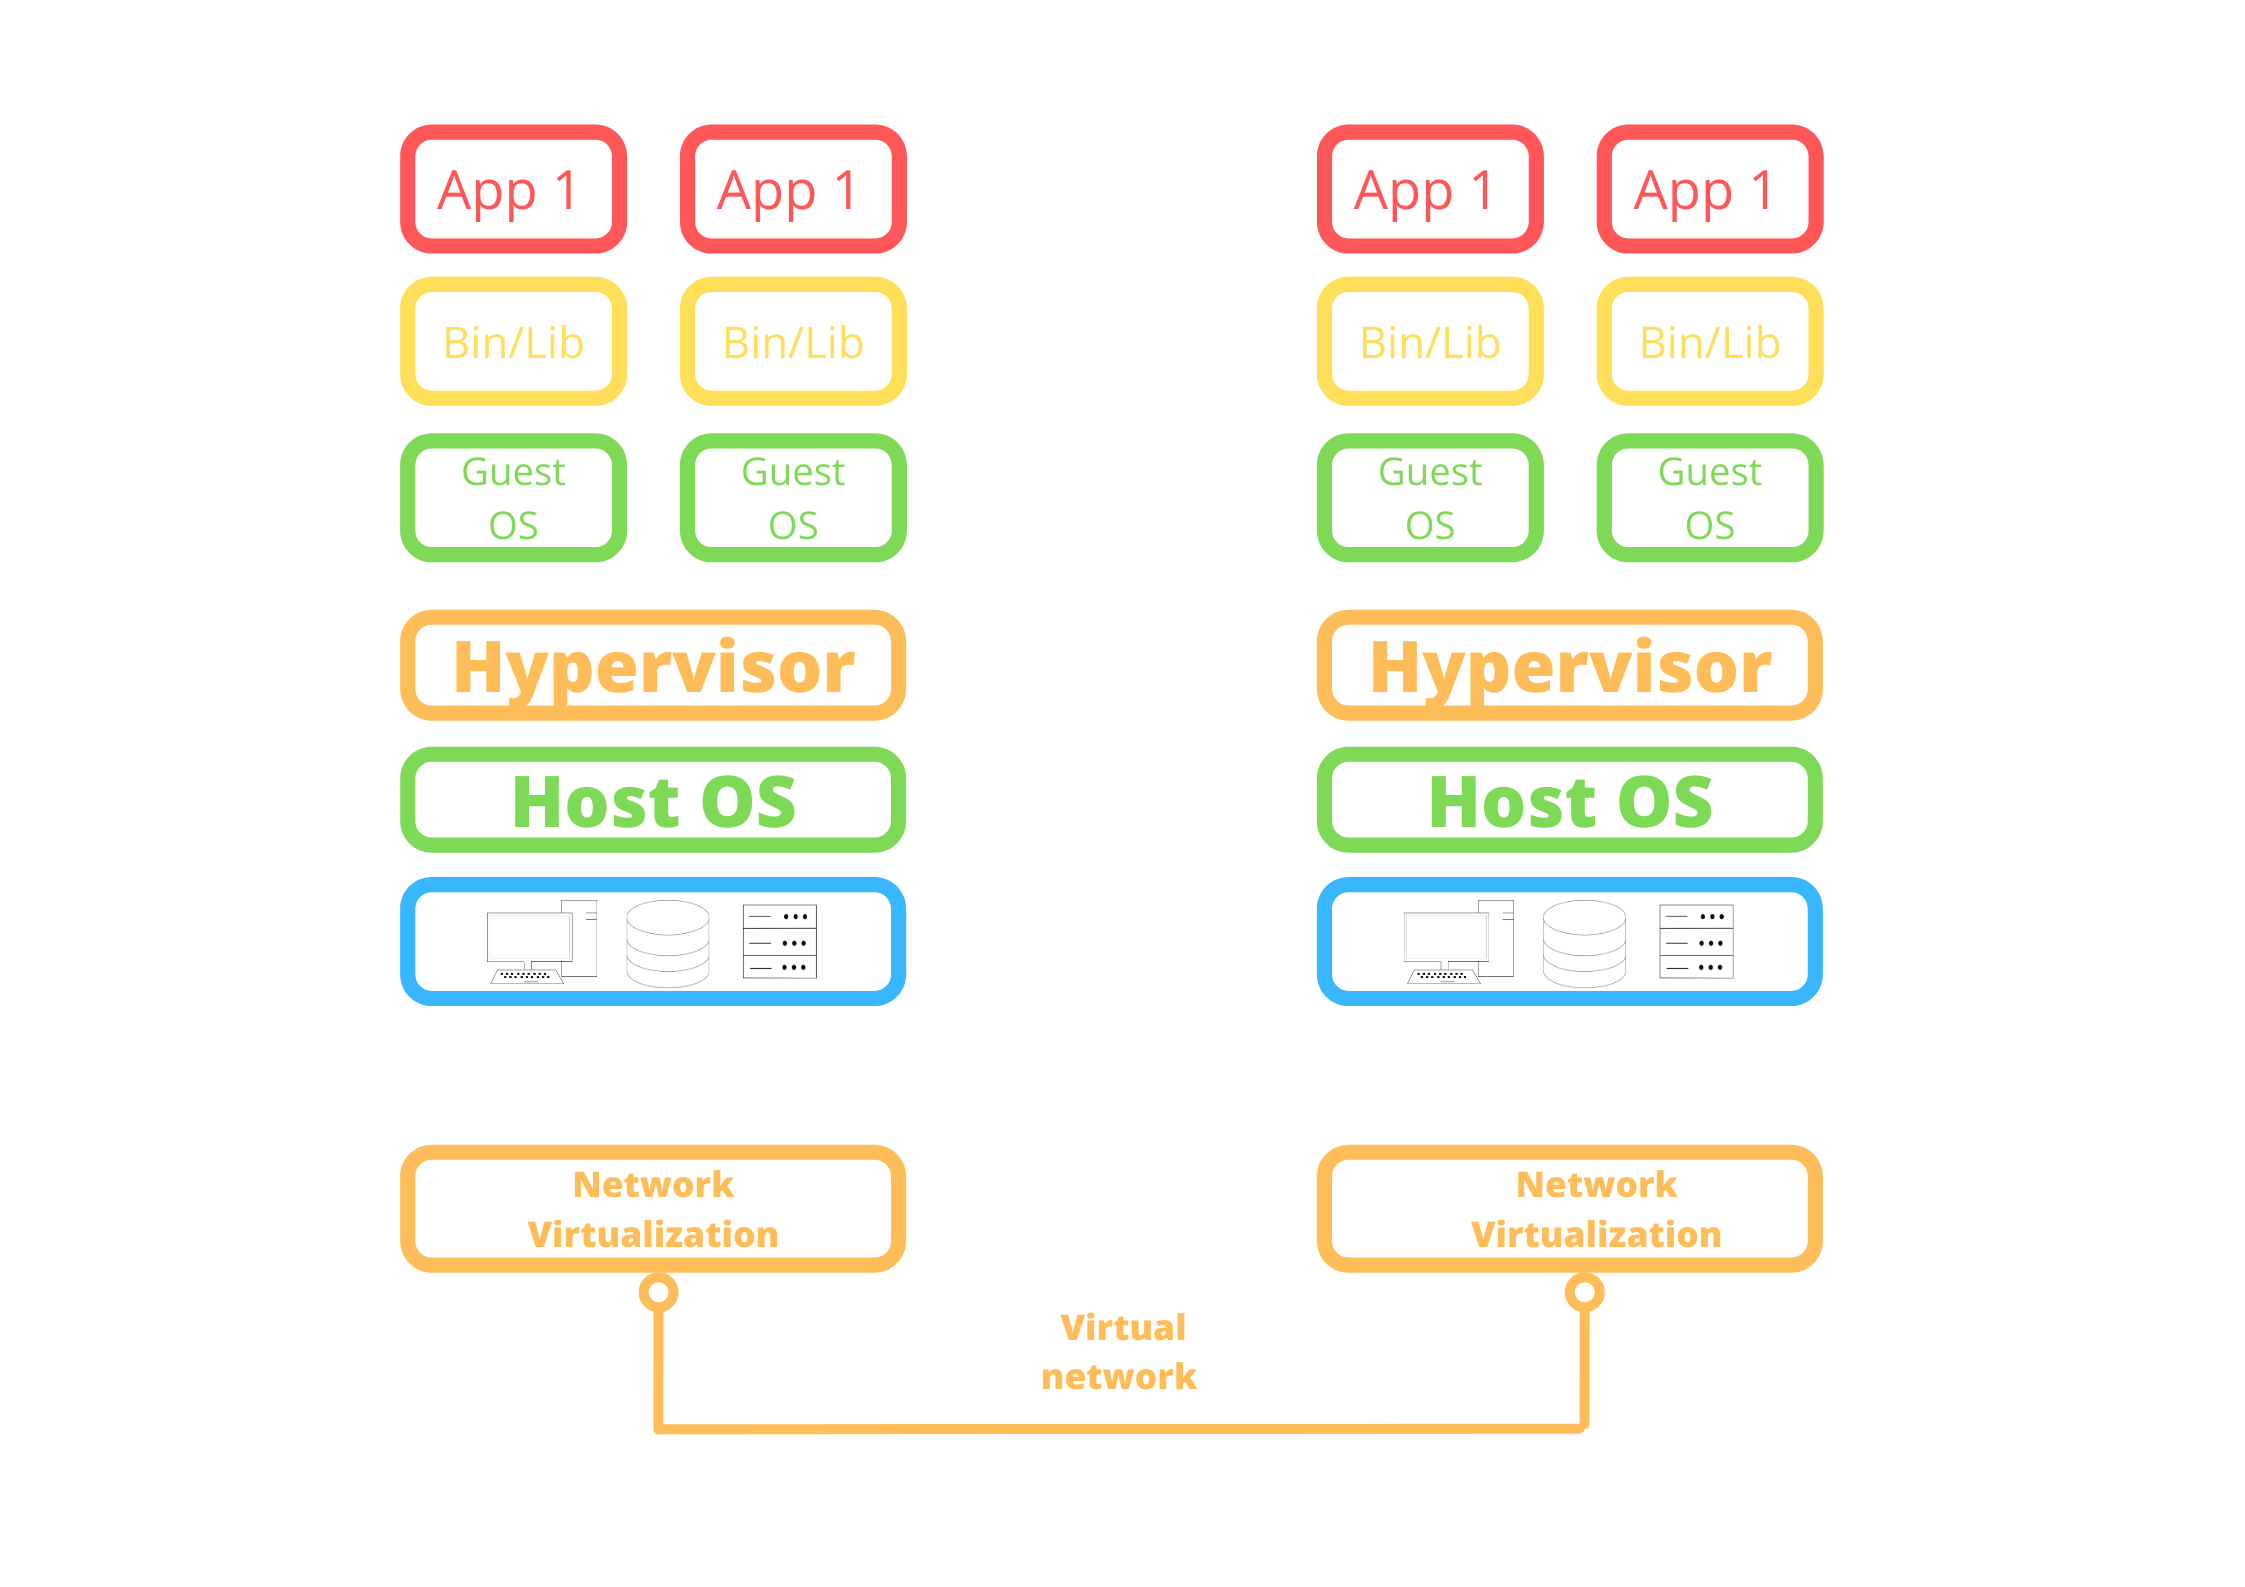 App 1
App 1
App 1
App 1
Bin/Lib
Bin/Lib
Bin/Lib
Bin/Lib
Guest
OS
Guest
OS
Guest
OS
Guest
OS
Hypervisor
Hypervisor
Host OS
Host OS
Network
Virtualization
Network
Virtualization
Virtual
network